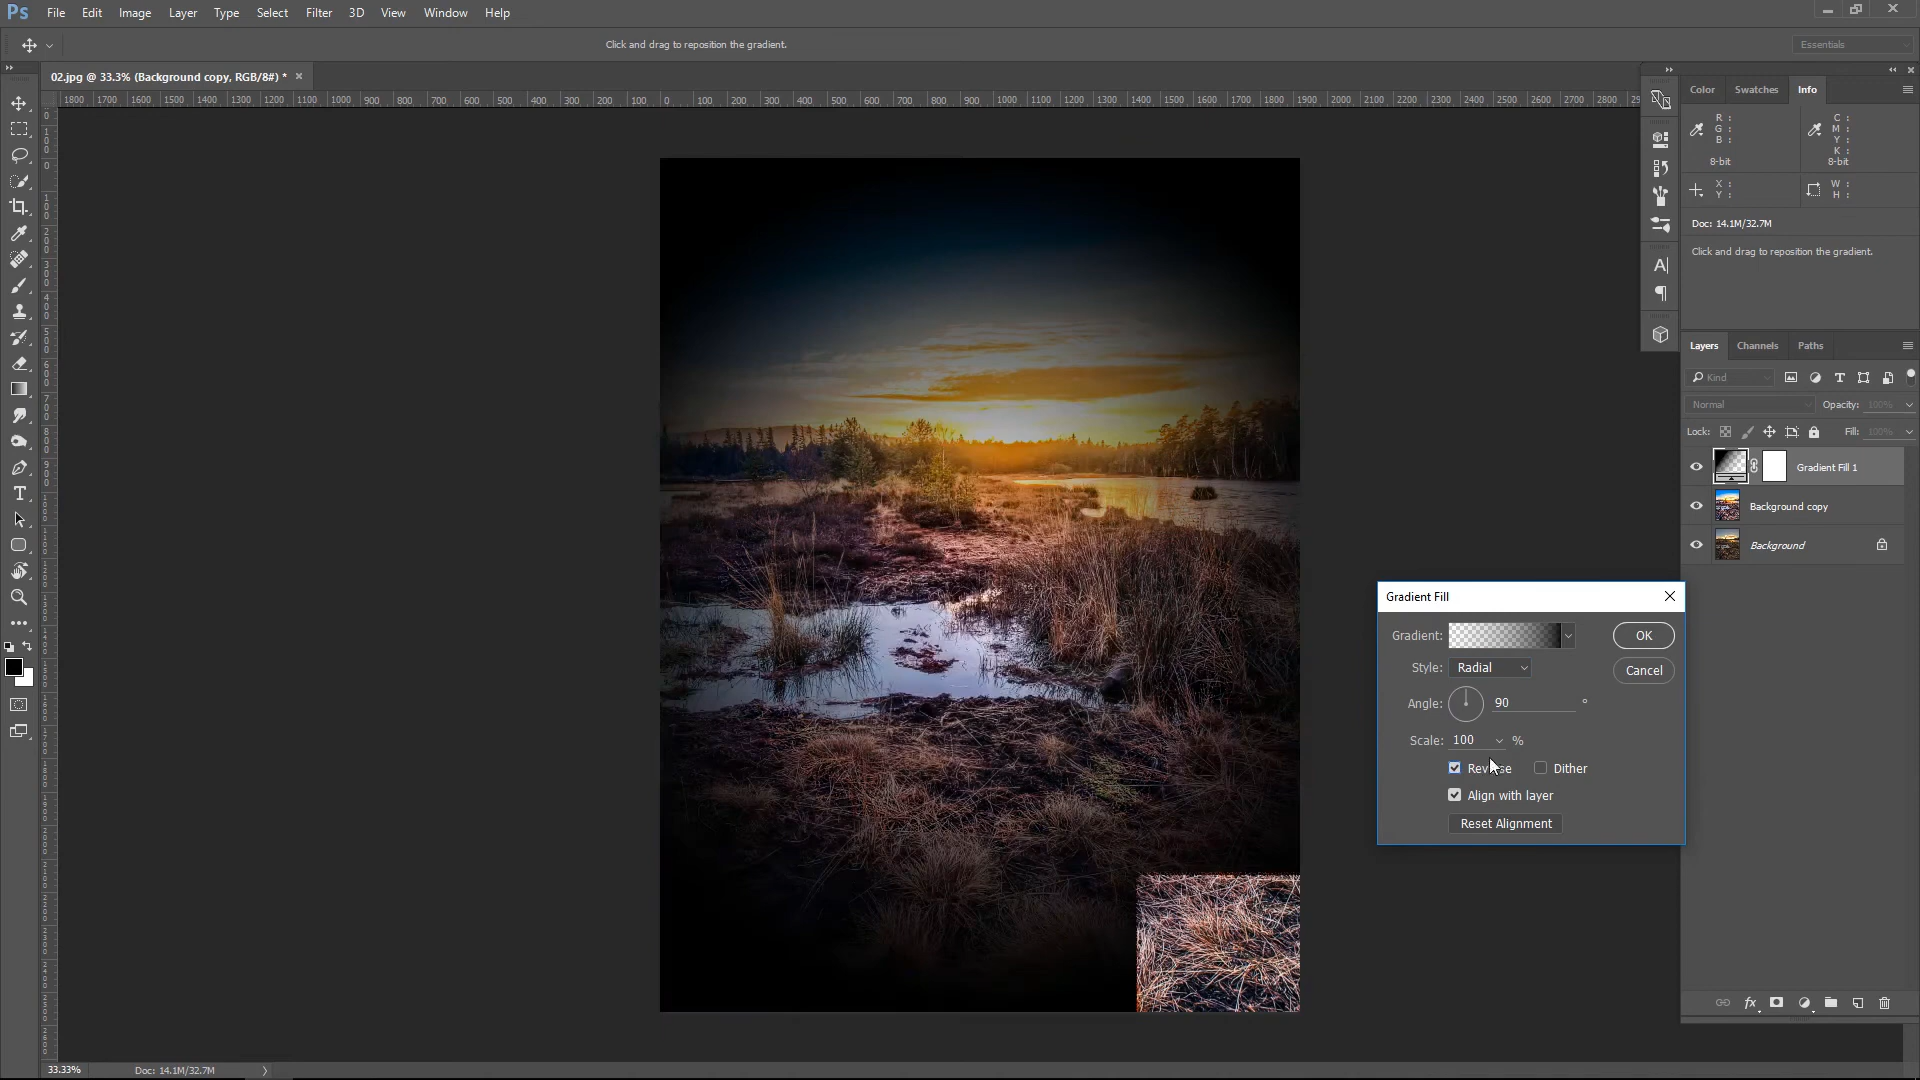 Ps File Edit Image Layer Type Select Filter 3D View Window Help
Click and drag to reposition the gradient.
Essentials
02.jpg @ 33.3% (Background copy, RGB/8#) *
1800 1700 1600 1500 1400 1300 1200 1100 1000 900 800 700 600 500 400 300 200 100 0 100 200 300 400 500 600 700 800 900 1000 1100 1200 1300 1400 1500 1600 1700 1800 1900 2000 2100 2200 2300 2400 2500 2600 2700 2800
Color Swatches Info
R : C :
G : M :
B : Y :
K :
8-bit 8-bit
X : W :
Y : H :
Doc: 14.1M/32.7M
Click and drag to reposition the gradient.
Layers Channels Paths
Kind
Normal Opacity: 100%
Lock: Fill: 100%
Gradient Fill 1
Background copy
Background
Gradient Fill
Gradient: OK
Style: Radial
Cancel
Angle: 90 °
Scale: 100 %
Dither
Align with layer
Reset Alignment
fx
33.33% Doc: 14.1M/32.7M